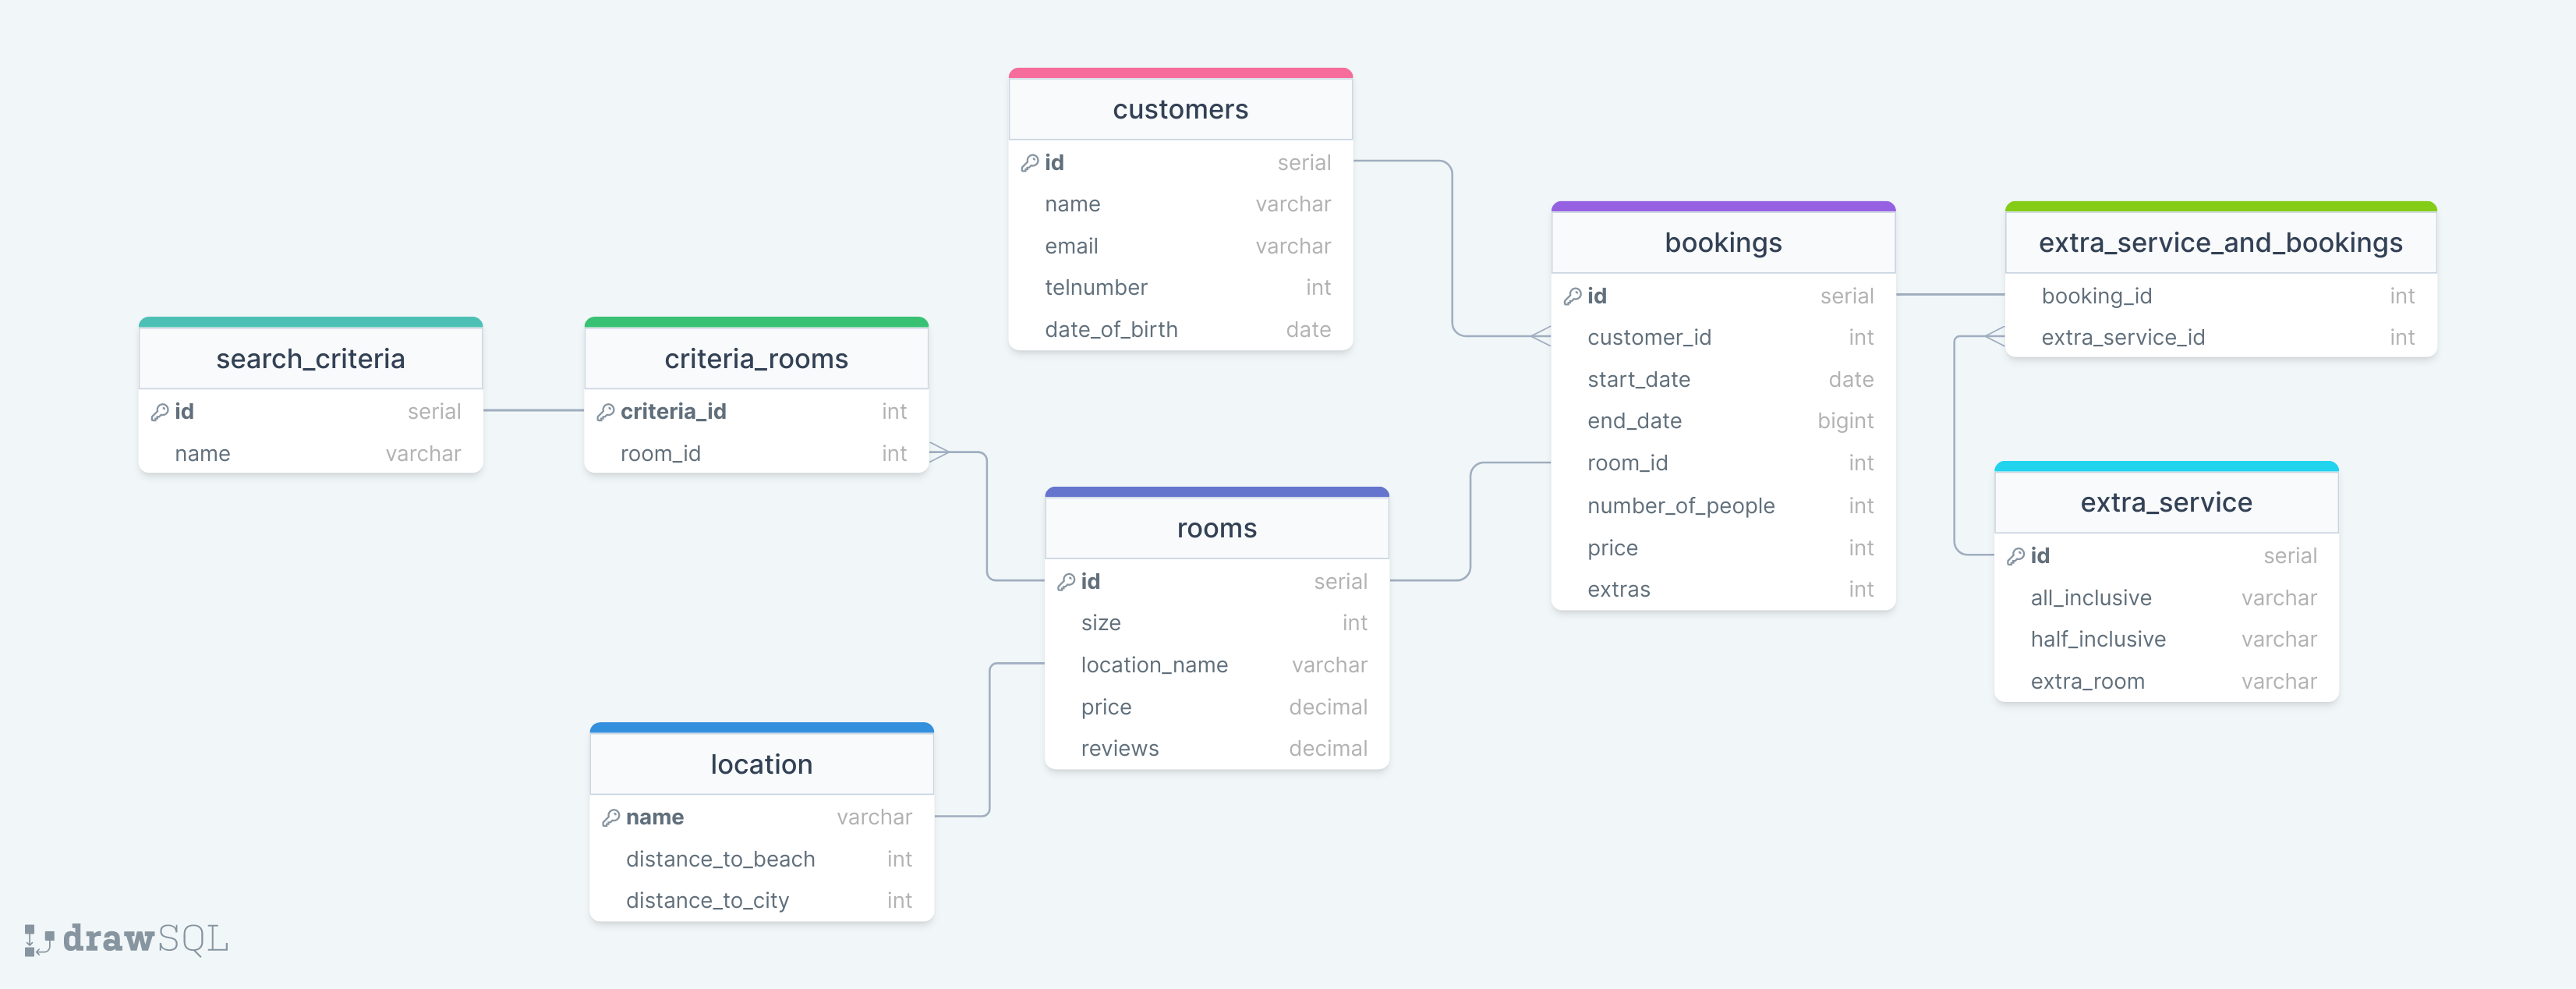 customers
id serial
name varchar
email varchar
telnumber int
date_of_birth date
bookings
id serial
customer_id int
start_date date
end_date bigint
room_id int
number_of_people int
price int
extras int
extra_service_and_bookings
booking_id int
extra_service_id int
search_criteria
id serial
name varchar
criteria_rooms
criteria_id int
room_id int
rooms
id serial
size int
location_name varchar
price decimal
reviews decimal
extra_service
id serial
all_inclusive varchar
half_inclusive varchar
extra_room varchar
location
name varchar
distance_to_beach int
distance_to_city int
drawSQL